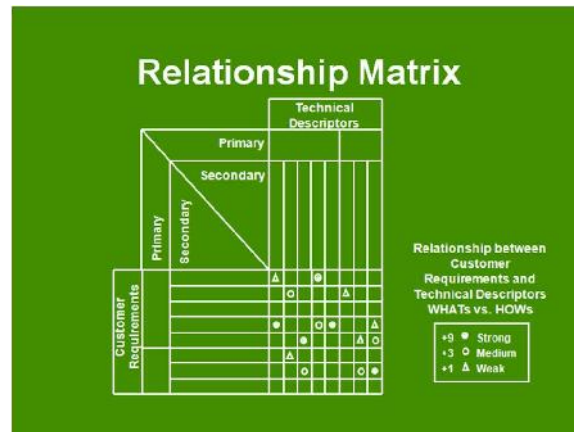 Relationship Matrix
Technical
Descriptors
Primary
Secondary
Primary
Secondary
Customer
Requirements
Relationship between
Customer
Requirements and
Technical Descriptors
WHATs vs. HOWs
+9 Strong
+3 Medium
+1 Weak